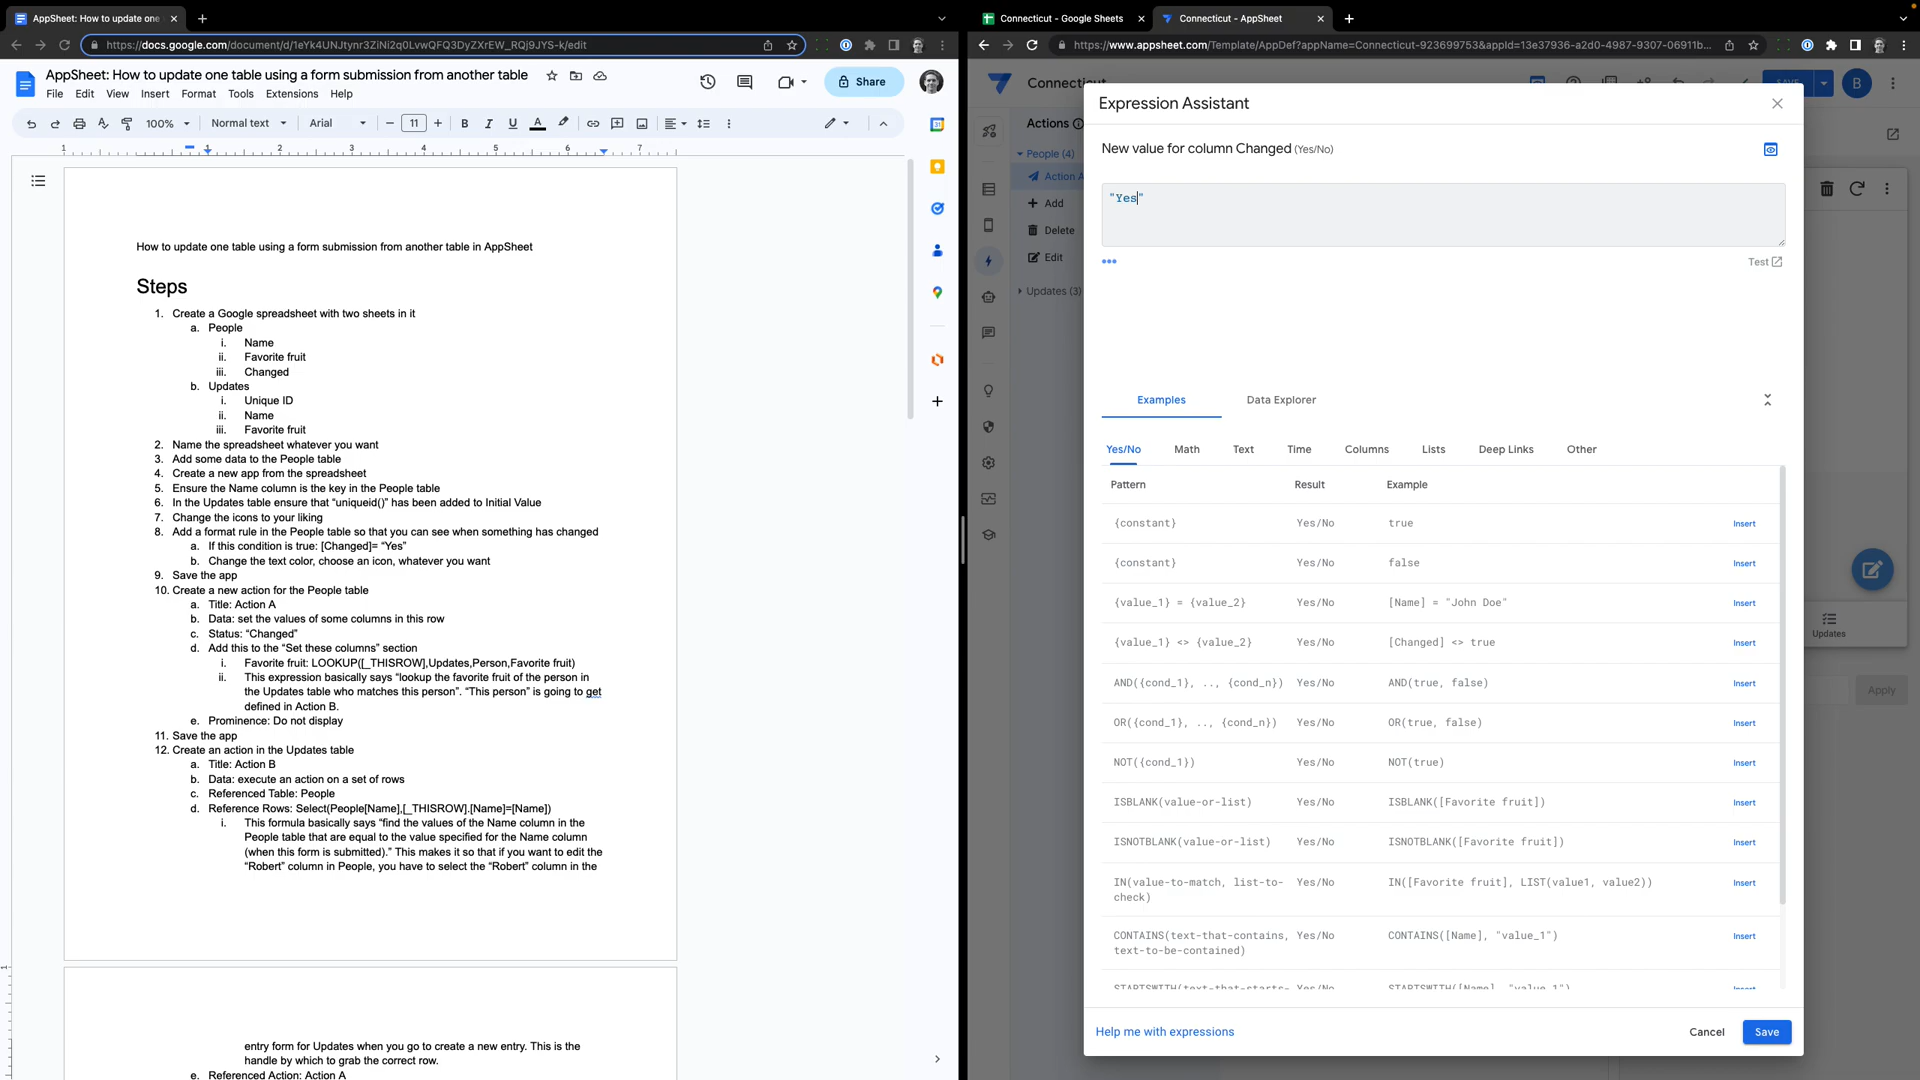 AppSheet: How to update one
Connecticut - Google Sheets
Connecticut - AppSheet
https://docs.google.com/document/d/1eYk4UNJtynr3ZiNi2q0LvwQFQ3DyZXrEW_RQj9JYS-k/edit
https://www.appsheet.com/Template/AppDef?appName=Connecticut-923699753&appId=13e37936-a2d0-4987-9307-06911b...
AppSheet: How to update one table using a form submission from another table
File Edit View Insert Format Tools Extensions Help
Share
100% Normal text Arial 11
1 1 2 3 4 5 6 7
How to update one table using a form submission from another table in AppSheet
Steps
1. Create a Google spreadsheet with two sheets in it
a. People
i. Name
ii. Favorite fruit
iii. Changed
b. Updates
i. Unique ID
ii. Name
iii. Favorite fruit
2. Name the spreadsheet whatever you want
3. Add some data to the People table
4. Create a new app from the spreadsheet
5. Ensure the Name column is the key in the People table
6. In the Updates table ensure that “uniqueid()” has been added to Initial Value
7. Change the icons to your liking
8. Add a format rule in the People table so that you can see when something has changed
a. If this condition is true: [Changed]= “Yes”
b. Change the text color, choose an icon, whatever you want
9. Save the app
10. Create a new action for the People table
a. Title: Action A
b. Data: set the values of some columns in this row
c. Status: “Changed”
d. Add this to the “Set these columns” section
i. Favorite fruit: LOOKUP([_THISROW],Updates,Person,Favorite fruit)
ii. This expression basically says “lookup the favorite fruit of the person in
the Updates table who matches this person”. “This person” is going to get
defined in Action B.
e. Prominence: Do not display
11. Save the app
12. Create an action in the Updates table
a. Title: Action B
b. Data: execute an action on a set of rows
c. Referenced Table: People
d. Reference Rows: Select(People[Name],[_THISROW].[Name]=[Name])
i. This formula basically says “find the values of the Name column in the
People table that are equal to the value specified for the Name column
(when this form is submitted).” This makes it so that if you want to edit the
“Robert” column in People, you have to select the “Robert” column in the
entry form for Updates when you go to create a new entry. This is the
handle by which to grab the correct row.
e. Referenced Action: Action A
Connecticut
SAVE
B
Actions
People (4)
Action A
Add
Delete
Edit
Updates (3)
Updates
Apply
Expression Assistant
New value for column Changed (Yes/No)
"Yes"
Test
Examples Data Explorer
Yes/No Math Text Time Columns Lists Deep Links Other
Pattern Result Example
{constant} Yes/No true Insert
{constant} Yes/No false Insert
{value_1} = {value_2} Yes/No [Name] = "John Doe" Insert
{value_1} <> {value_2} Yes/No [Changed] <> true Insert
AND({cond_1}, .., {cond_n}) Yes/No AND(true, false) Insert
OR({cond_1}, .., {cond_n}) Yes/No OR(true, false) Insert
NOT({cond_1}) Yes/No NOT(true) Insert
ISBLANK(value-or-list) Yes/No ISBLANK([Favorite fruit]) Insert
ISNOTBLANK(value-or-list) Yes/No ISNOTBLANK([Favorite fruit]) Insert
IN(value-to-match, list-to-
check) Yes/No IN([Favorite fruit], LIST(value1, value2)) Insert
CONTAINS(text-that-contains,
text-to-be-contained) Yes/No CONTAINS([Name], "value_1") Insert
STARTSWITH(text-that-starts- Yes/No STARTSWITH([Name], "value_1") Insert
Help me with expressions
Cancel
Save